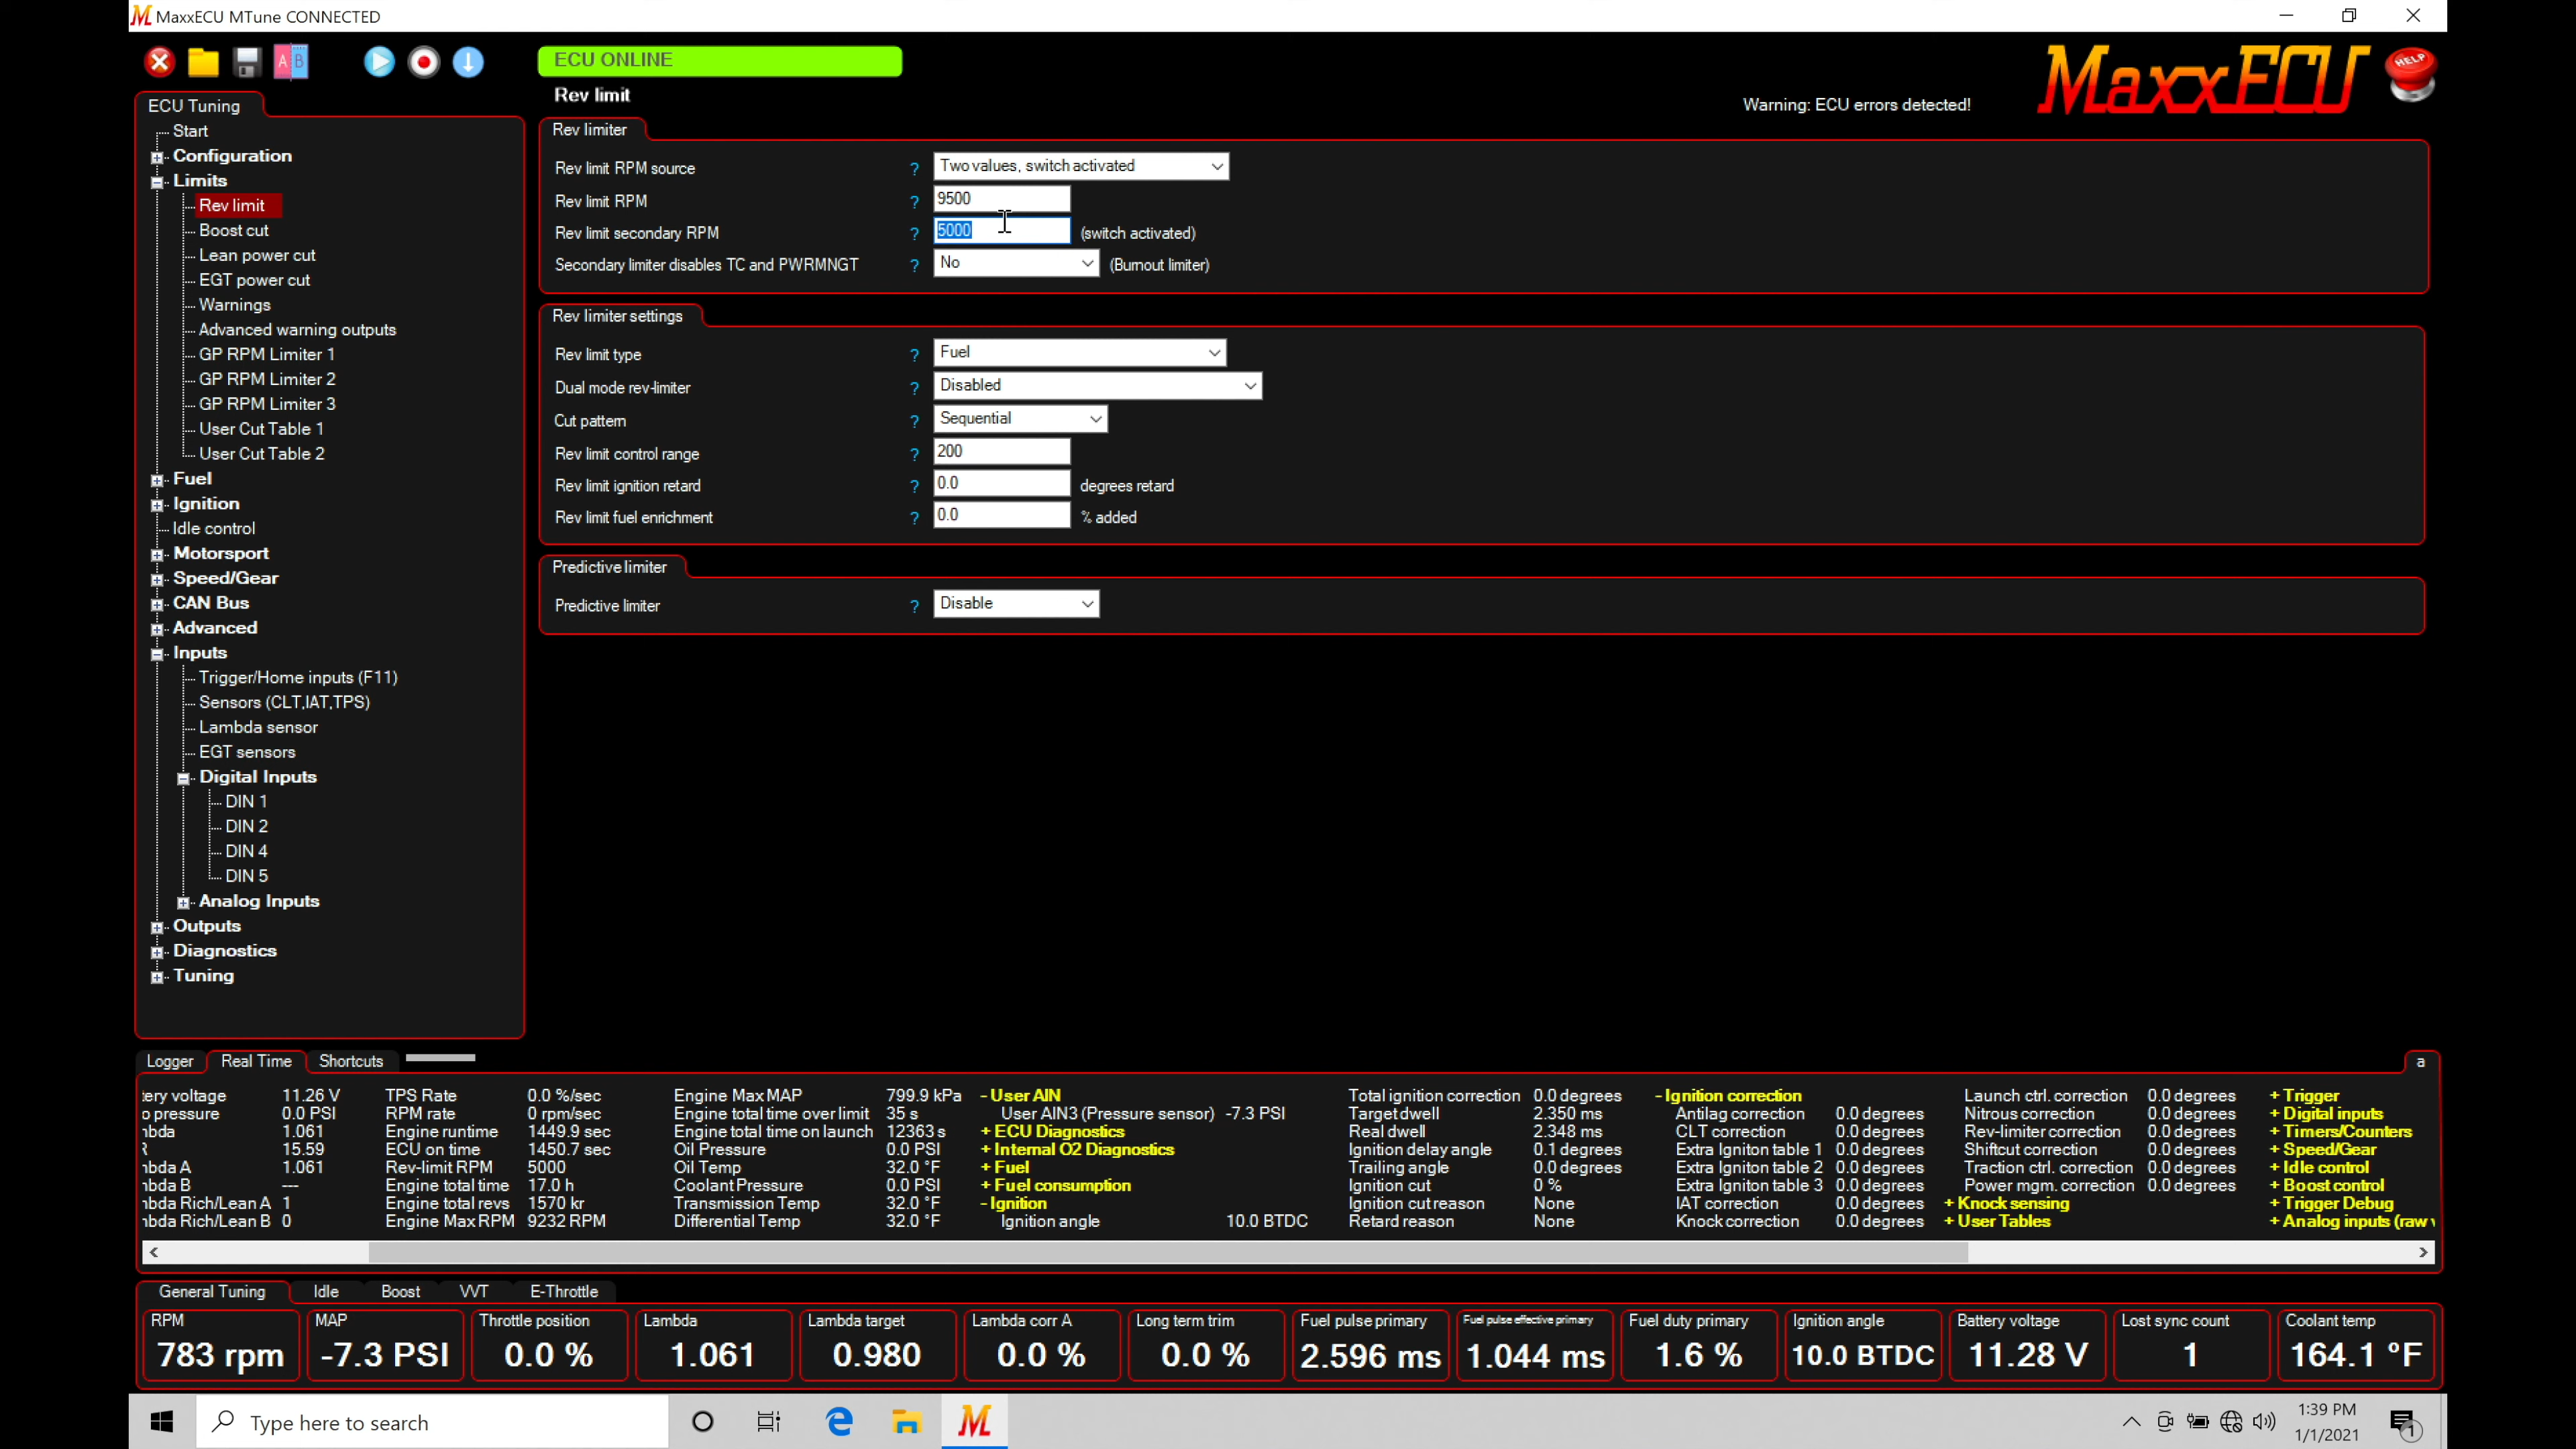 MaxxECU MTune CONNECTED
A B
ECU ONLINE
MaxxECU
HELP
Rev limit
Warning: ECU errors detected!
ECU Tuning
Start
Configuration
Limits
Rev limit
Boost cut
Lean power cut
EGT power cut
Warnings
Advanced warning outputs
GP RPM Limiter 1
GP RPM Limiter 2
GP RPM Limiter 3
User Cut Table 1
User Cut Table 2
Fuel
Ignition
Idle control
Motorsport
Speed/Gear
CAN Bus
Advanced
Inputs
Trigger/Home inputs (F11)
Sensors (CLT,IAT,TPS)
Lambda sensor
EGT sensors
Digital Inputs
DIN 1
DIN 2
DIN 4
DIN 5
Analog Inputs
Outputs
Diagnostics
Tuning
Rev limiter
Rev limit RPM source ? Two values, switch activated
Rev limit RPM ? 9500
Rev limit secondary RPM ? 5000 (switch activated)
Secondary limiter disables TC and PWRMNGT ? No (Burnout limiter)
Rev limiter settings
Rev limit type ? Fuel
Dual mode rev-limiter ? Disabled
Cut pattern ? Sequential
Rev limit control range ? 200
Rev limit ignition retard ? 0.0 degrees retard
Rev limit fuel enrichment ? 0.0 % added
Predictive limiter
Predictive limiter ? Disable
Logger Real Time Shortcuts a
tery voltage 11.26 V TPS Rate 0.0 %/sec Engine Max MAP 799.9 kPa - User AIN Total ignition correction 0.0 degrees - Ignition correction Launch ctrl. correction 0.0 degrees + Trigger
o pressure 0.0 PSI RPM rate 0 rpm/sec Engine total time over limit 35 s User AIN3 (Pressure sensor) -7.3 PSI Target dwell 2.350 ms Antilag correction 0.0 degrees Nitrous correction 0.0 degrees + Digital inputs
nbda 1.061 Engine runtime 1449.9 sec Engine total time on launch 12363 s + ECU Diagnostics Real dwell 2.348 ms CLT correction 0.0 degrees Rev-limiter correction 0.0 degrees + Timers/Counters
R 15.59 ECU on time 1450.7 sec Oil Pressure 0.0 PSI + Internal O2 Diagnostics Ignition delay angle 0.1 degrees Extra Igniton table 1 0.0 degrees Shiftcut correction 0.0 degrees + Speed/Gear
nbda A 1.061 Rev-limit RPM 5000 Oil Temp 32.0 °F + Fuel Trailing angle 0.0 degrees Extra Igniton table 2 0.0 degrees Traction ctrl. correction 0.0 degrees + Idle control
nbda B --- Engine total time 17.0 h Coolant Pressure 0.0 PSI + Fuel consumption Ignition cut 0 % Extra Igniton table 3 0.0 degrees Power mgm. correction 0.0 degrees + Boost control
nbda Rich/Lean A 1 Engine total revs 1570 kr Transmission Temp 32.0 °F - Ignition Ignition cut reason None IAT correction 0.0 degrees + Knock sensing + Trigger Debug
nbda Rich/Lean B 0 Engine Max RPM 9232 RPM Differential Temp 32.0 °F Ignition angle 10.0 BTDC Retard reason None Knock correction 0.0 degrees + User Tables + Analog inputs (raw v
General Tuning Idle Boost VVT E-Throttle
RPM MAP Throttle position Lambda Lambda target Lambda corr A Long term trim Fuel pulse primary Fuel pulse effective primary Fuel duty primary Ignition angle Battery voltage Lost sync count Coolant temp
783 rpm -7.3 PSI 0.0 % 1.061 0.980 0.0 % 0.0 % 2.596 ms 1.044 ms 1.6 % 10.0 BTDC 11.28 V 1 164.1 °F
Type here to search
1:39 PM
1/1/2021
1